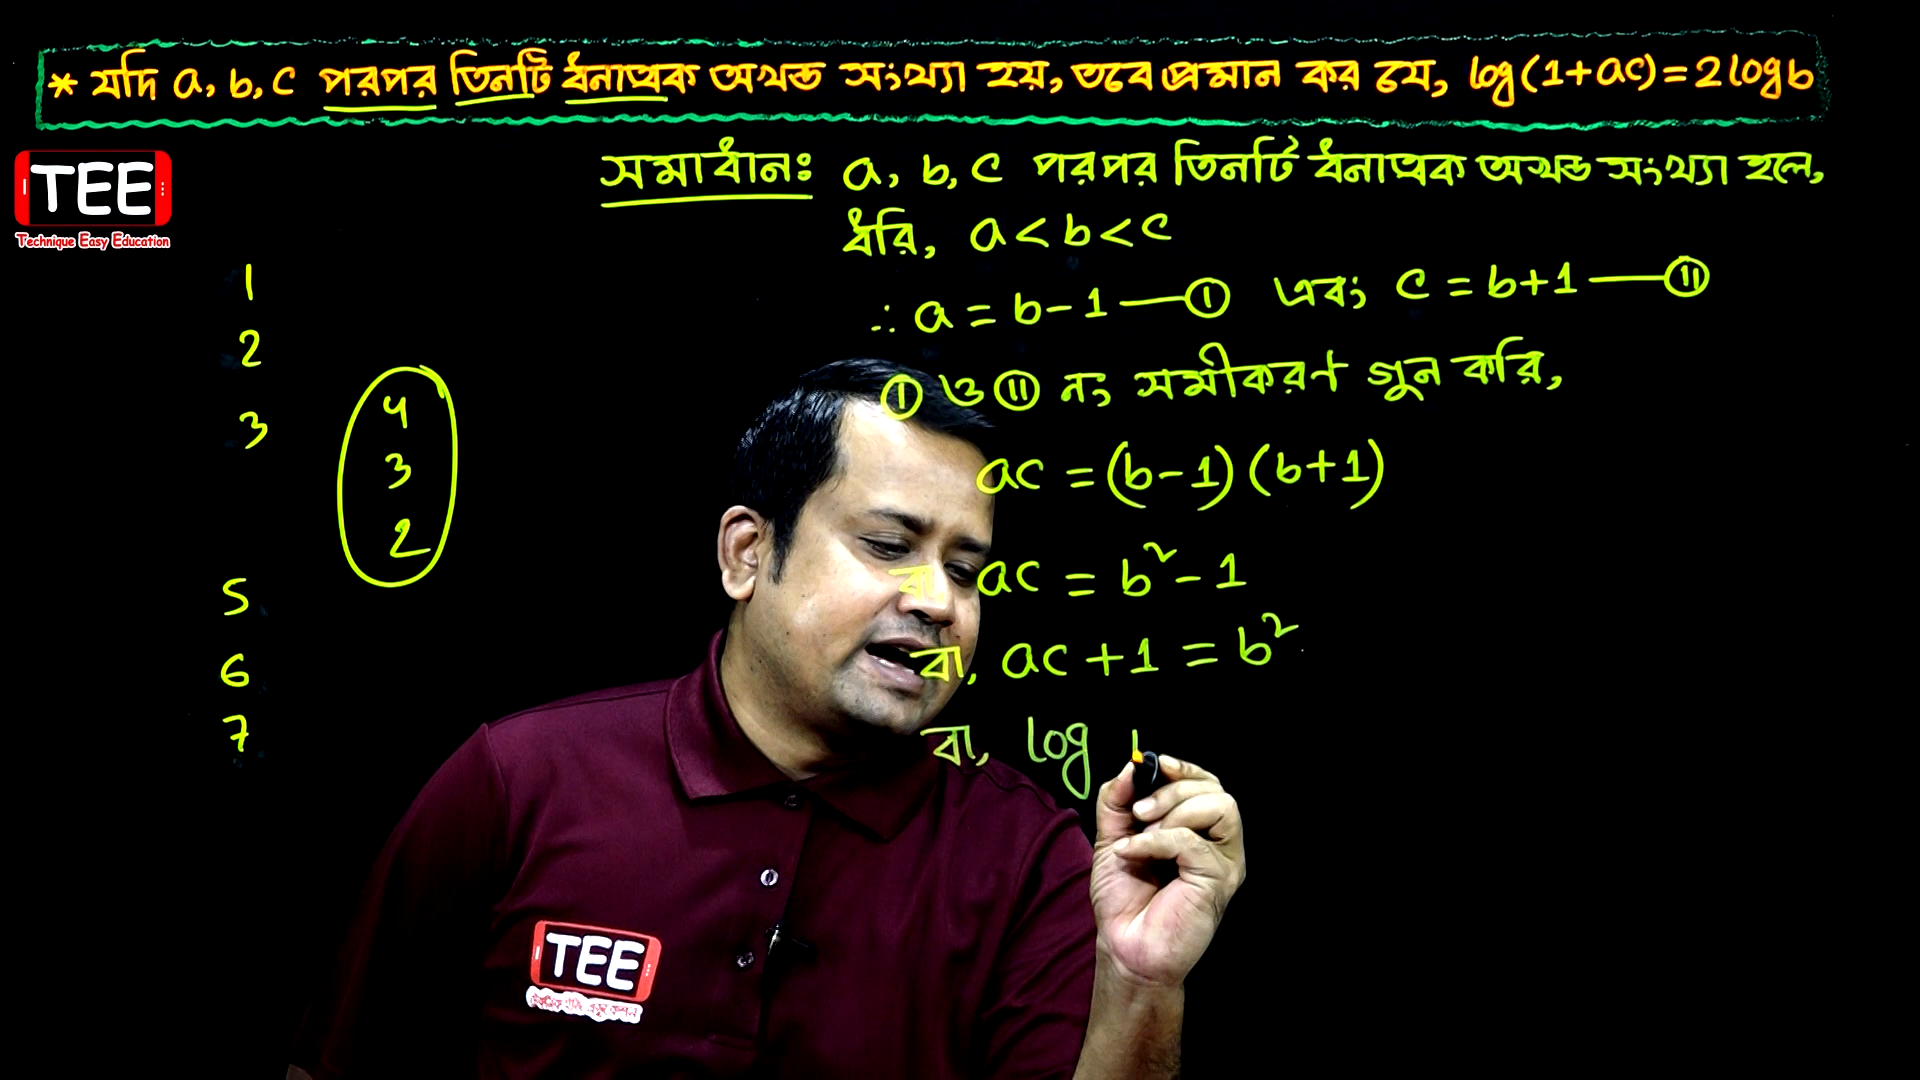 * যদি a, b, c পরপর তিনটি ধনাত্মক অখন্ড সংখ্যা হয়, তবে প্রমান কর যে, log(1+ac)=2logb
TEE
Technique Easy Education
সমাধানঃ a, b, c পরপর তিনটি ধনাত্মক অখন্ড সংখ্যা হলে,
ধরি, a<b<c
∴ a = b-1 — (i) এবং c = b+1 — (ii)
(i) ও (ii) নং সমীকরণ গুন করি,
ac = (b-1) (b+1)
বা, ac = b²-1
বা, ac+1 = b²
বা, log
1
2
3
4
3
2
5
6
7
TEE